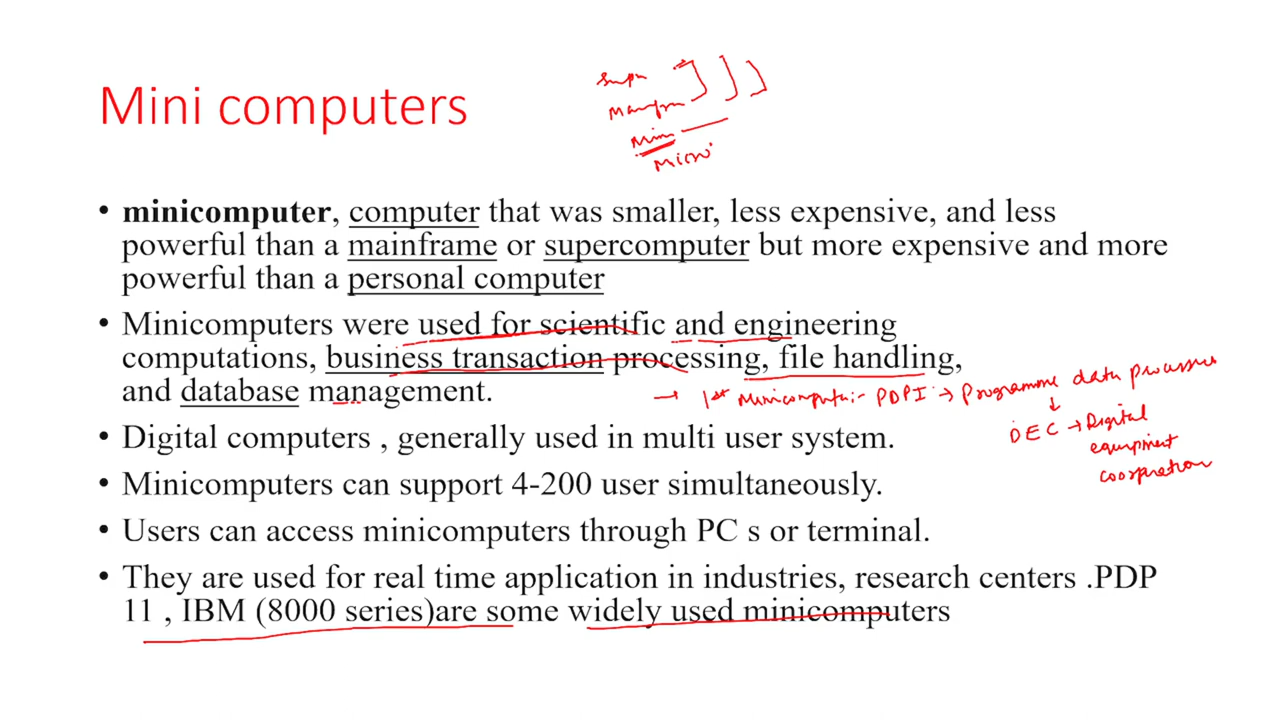 Mini computers
Supr
Mainfram
Mini
Micro
• minicomputer, computer that was smaller, less expensive, and less
powerful than a mainframe or supercomputer but more expensive and more
powerful than a personal computer
• Minicomputers were used for scientific and engineering
computations, business transaction processing, file handling,
and database management.
→ 1st Minicomputer:- PDPI → Programme data processor
↓
DEC → Digital
equipment
cooperation
• Digital computers , generally used in multi user system.
• Minicomputers can support 4-200 user simultaneously.
• Users can access minicomputers through PC s or terminal.
• They are used for real time application in industries, research centers .PDP
11 , IBM (8000 series)are some widely used minicomputers